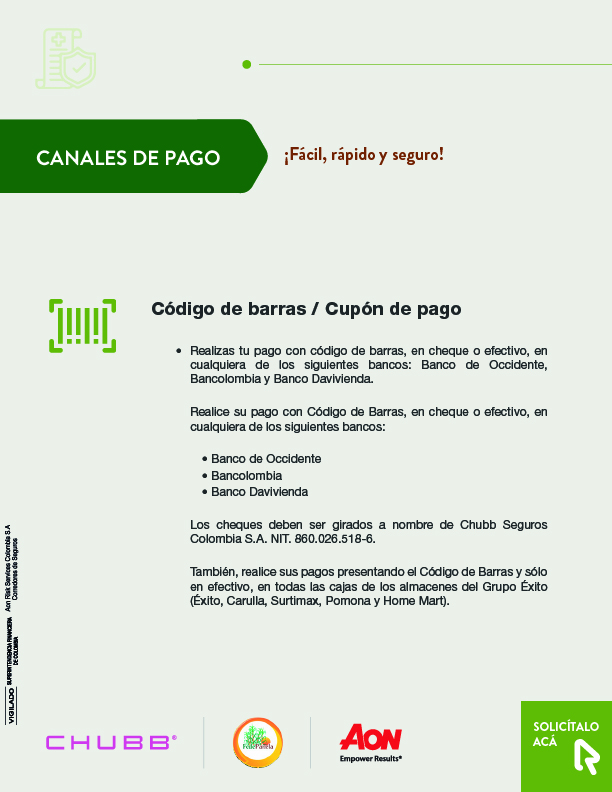 CANALES DE PAGO
¡Fácil, rápido y seguro!
Código de barras / Cupón de pago
• Realizas tu pago con código de barras, en cheque o efectivo, en
cualquiera de los siguientes bancos: Banco de Occidente,
Bancolombia y Banco Davivienda.
Realice su pago con Código de Barras, en cheque o efectivo, en
cualquiera de los siguientes bancos:
• Banco de Occidente
• Bancolombia
• Banco Davivienda
Los cheques deben ser girados a nombre de Chubb Seguros
Colombia S.A. NIT. 860.026.518-6.
También, realice sus pagos presentando el Código de Barras y sólo
en efectivo, en todas las cajas de los almacenes del Grupo Éxito
(Éxito, Carulla, Surtimax, Pomona y Home Mart).
Aon Risk Services Colombia S.A
Corredores de Seguros
VIGILADO
SUPERINTENDENCIA FINANCIERA
DE COLOMBIA
CHUBB®
FedePanela
AON
Empower Results®
SOLICÍTALO
ACÁ